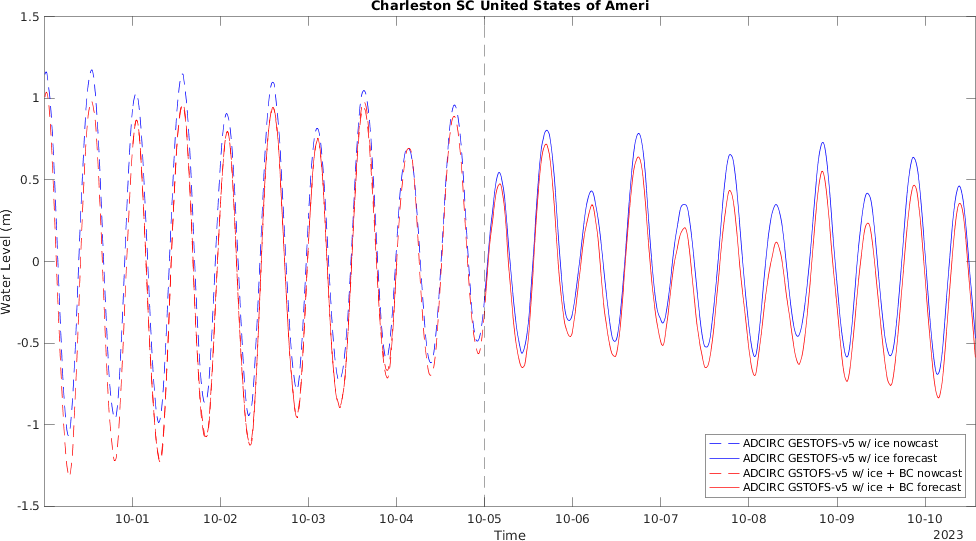 Charleston SC United States of Ameri
1.5
1
0.5
0
-0.5
-1
-1.5
Water Level (m)
10-01 10-02 10-03 10-04 10-05 10-06 10-07 10-08 10-09 10-10
Time
2023
ADCIRC GESTOFS-v5 w/ ice nowcast
ADCIRC GESTOFS-v5 w/ ice forecast
ADCIRC GSTOFS-v5 w/ ice + BC nowcast
ADCIRC GSTOFS-v5 w/ ice + BC forecast